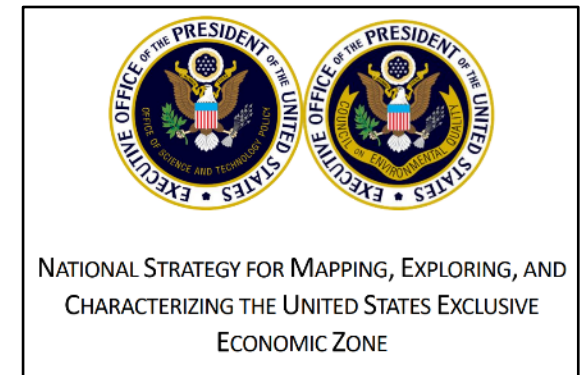 EXECUTIVE OFFICE OF THE PRESIDENT OF THE UNITED STATES
OFFICE OF SCIENCE AND TECHNOLOGY POLICY
EXECUTIVE OFFICE OF THE PRESIDENT OF THE UNITED STATES
COUNCIL ON ENVIRONMENTAL QUALITY
NATIONAL STRATEGY FOR MAPPING, EXPLORING, AND
CHARACTERIZING THE UNITED STATES EXCLUSIVE
ECONOMIC ZONE